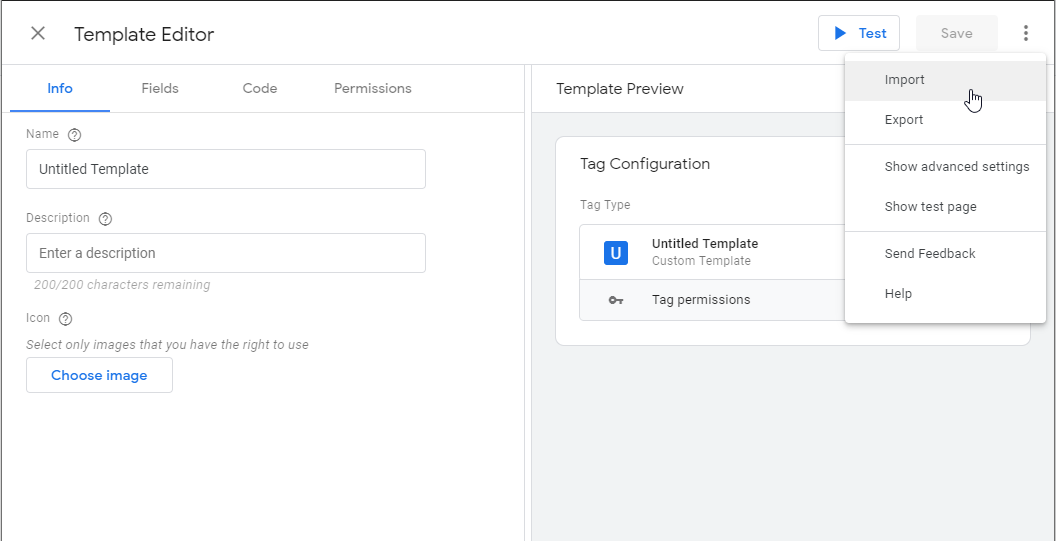 Template Editor
Test
Save
Info
Fields
Code
Permissions
Name
Untitled Template
Description
Enter a description
200/200 characters remaining
Icon
Select only images that you have the right to use
Choose image
Template Preview
Tag Configuration
Tag Type
U
Untitled Template
Custom Template
Tag permissions
Import
Export
Show advanced settings
Show test page
Send Feedback
Help